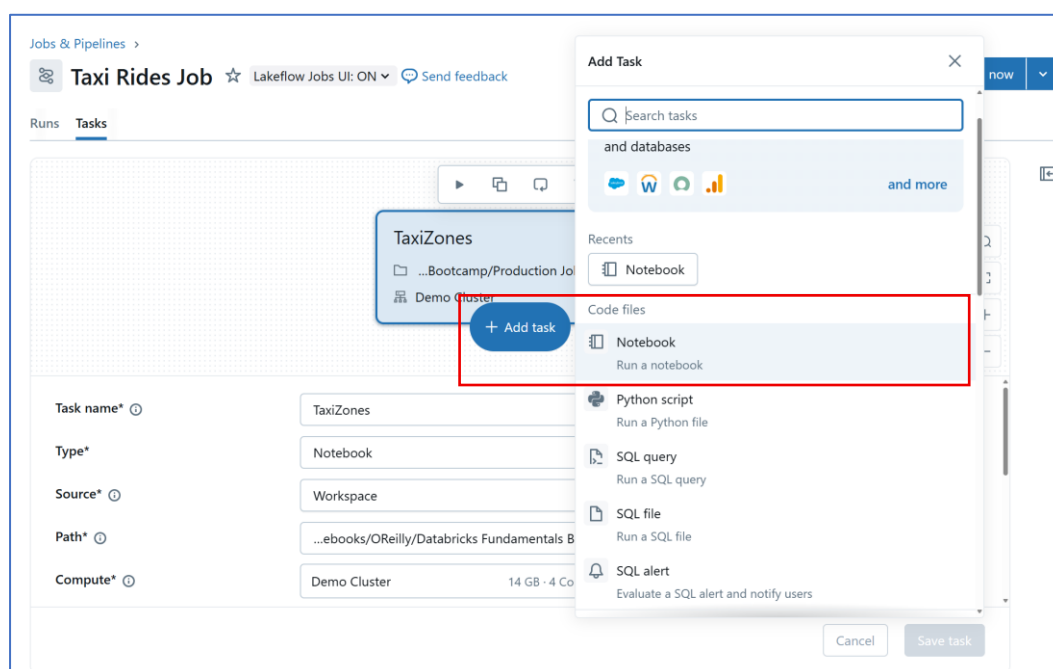 Jobs & Pipelines ›
Taxi Rides Job Lakeflow Jobs UI: ON Send feedback
now
Runs Tasks
TaxiZones
...Bootcamp/Production Jo
Demo Cluster
+ Add task
Task name* TaxiZones
Type* Notebook
Source* Workspace
Path* ...ebooks/OReilly/Databricks Fundamentals B
Compute* Demo Cluster 14 GB · 4 Co
Add Task
Search tasks
and databases
and more
Recents
Notebook
Code files
Notebook
Run a notebook
Python script
Run a Python file
SQL query
Run a SQL query
SQL file
Run a SQL file
SQL alert
Evaluate a SQL alert and notify users
Cancel Save task